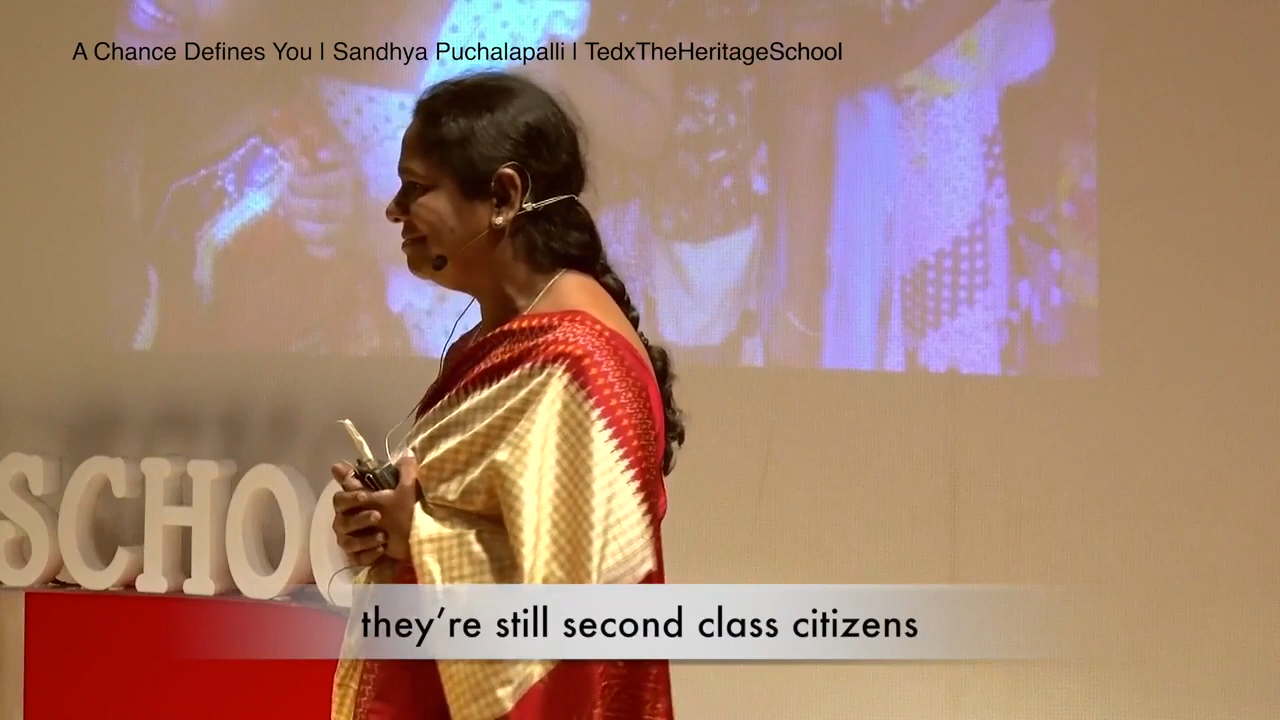 A Chance Defines You | Sandhya Puchalapalli | TedxTheHeritageSchool
SCHOO
they're still second class citizens